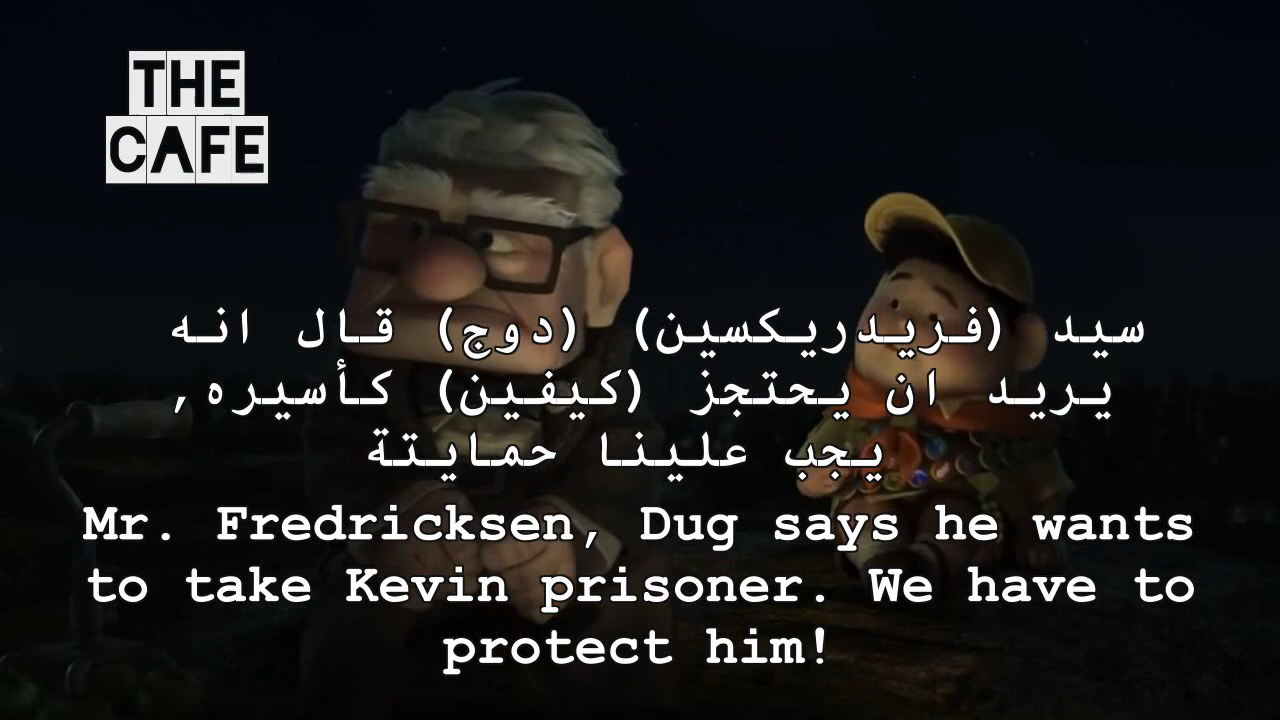 THE
CAFE
سيد (فريدريكسين) (دوج) قال انه
يريد ان يحتجز (كيفين) كأسيره,
يجب علينا حمايتة
Mr. Fredricksen, Dug says he wants
to take Kevin prisoner. We have to
protect him!